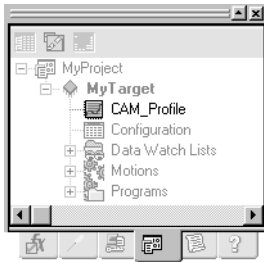 MyProject
MyTarget
CAM_Profile
Configuration
Data Watch Lists
Motions
Programs